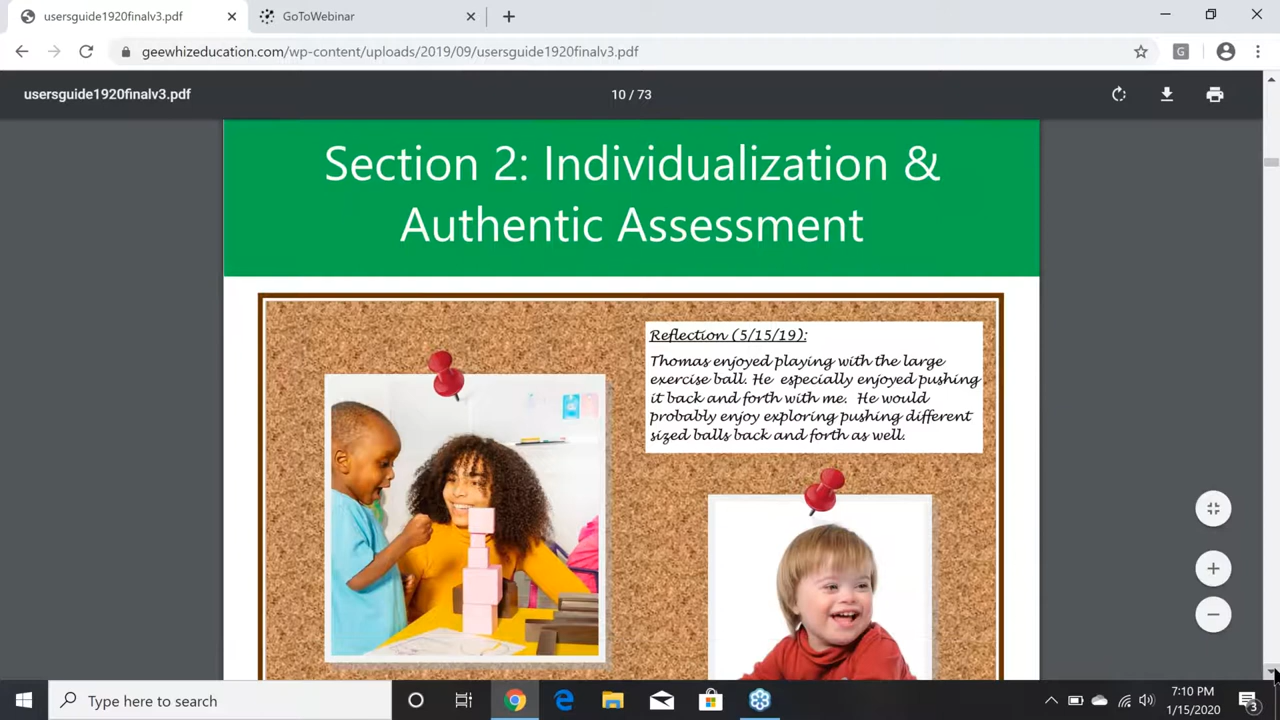 usersguide1920finalv3.pdf
GoToWebinar
geewhizeducation.com/wp-content/uploads/2019/09/usersguide1920finalv3.pdf
G
usersguide1920finalv3.pdf
10 / 73
Section 2: Individualization &
Authentic Assessment
Reflection (5/15/19):
Thomas enjoyed playing with the large
exercise ball. He especially enjoyed pushing
it back and forth with me. He would
probably enjoy exploring pushing different
sized balls back and forth as well.
Type here to search
7:10 PM
1/15/2020
3